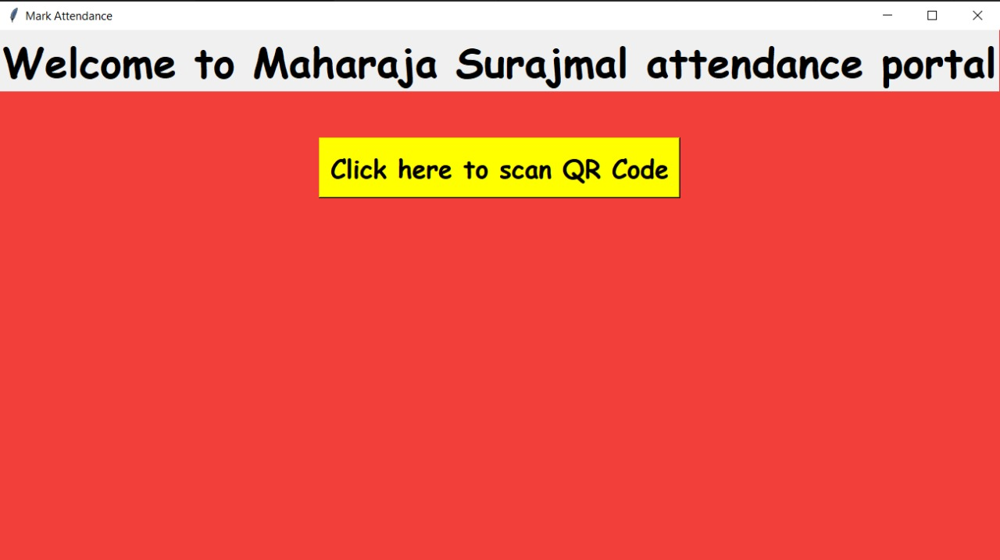 Mark Attendance
Welcome to Maharaja Surajmal attendance portal
Click here to scan QR Code